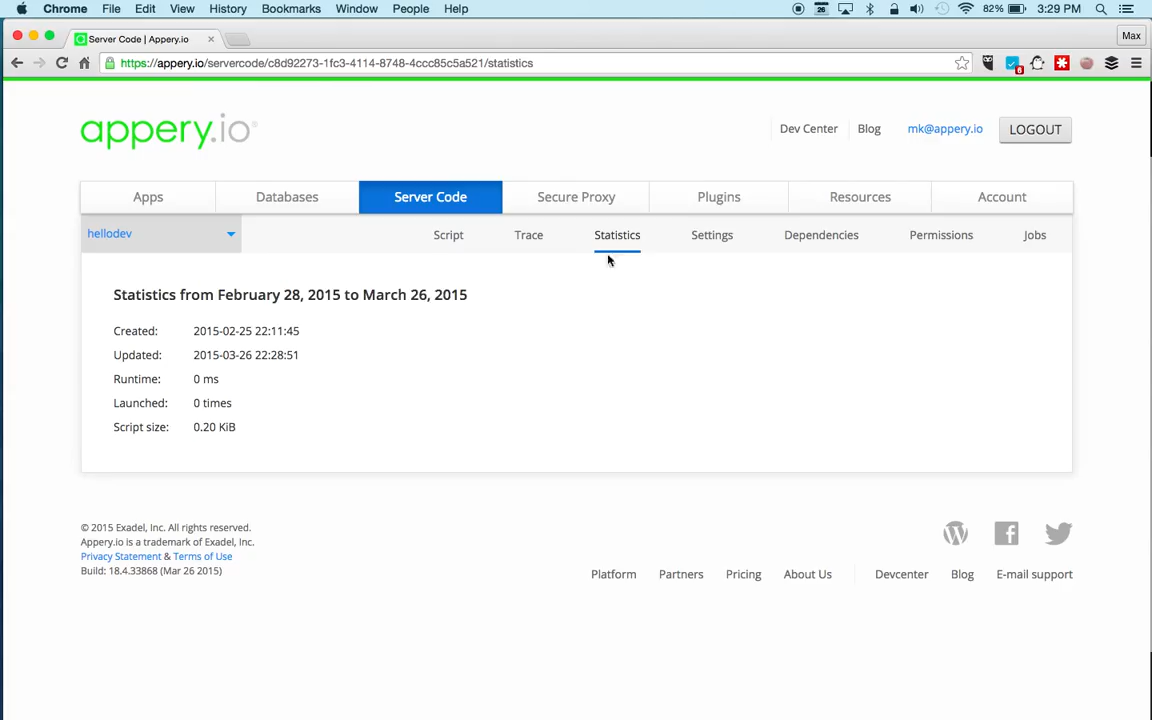 Chrome File Edit View History Bookmarks Window People Help 26 82% 3:29 PM
Server Code | Appery.io × Max
https://appery.io/servercode/c8d92273-1fc3-4114-8748-4ccc85c5a521/statistics 6
appery.io®
Dev Center Blog mk@appery.io LOGOUT
Apps Databases Server Code Secure Proxy Plugins Resources Account
hellodev Script Trace Statistics Settings Dependencies Permissions Jobs
Statistics from February 28, 2015 to March 26, 2015
Created: 2015-02-25 22:11:45
Updated: 2015-03-26 22:28:51
Runtime: 0 ms
Launched: 0 times
Script size: 0.20 KiB
© 2015 Exadel, Inc. All rights reserved.
Appery.io is a trademark of Exadel, Inc.
Privacy Statement & Terms of Use
Build: 18.4.33868 (Mar 26 2015)
Platform Partners Pricing About Us Devcenter Blog E-mail support